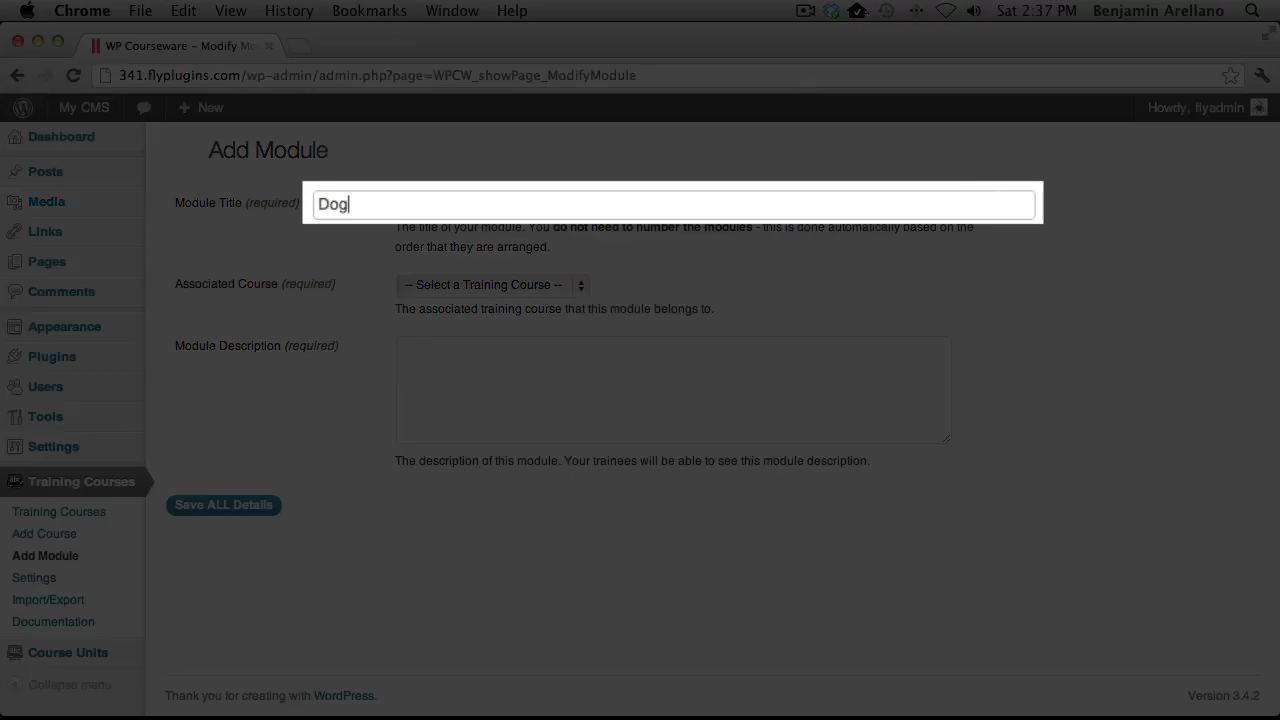 Chrome File Edit View History Bookmarks Window Help Sat 2:37 PM Benjamin Arellano
WP Courseware – Modify Mo
341.flyplugins.com/wp-admin/admin.php?page=WPCW_showPage_ModifyModule
My CMS + New Howdy, flyadmin
Dashboard
Posts
Media
Links
Pages
Comments
Appearance
Plugins
Users
Tools
Settings
Training Courses
Training Courses
Add Course
Add Module
Settings
Import/Export
Documentation
Course Units
Collapse menu
Add Module
Module Title (required) Dog
The title of your module. You do not need to number the modules - this is done automatically based on the
order that they are arranged.
Associated Course (required) -- Select a Training Course --
The associated training course that this module belongs to.
Module Description (required)
The description of this module. Your trainees will be able to see this module description.
Save ALL Details
Thank you for creating with WordPress. Version 3.4.2